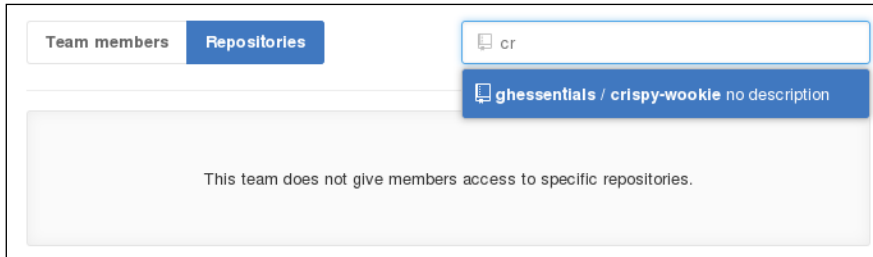 Team members Repositories cr
ghessentials / crispy-wookie no description
This team does not give members access to specific repositories.